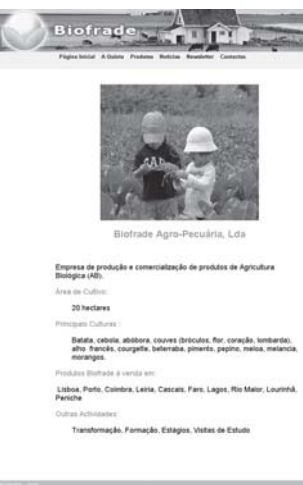 Biofrade
Página Inicial A Quinta Produtos Notícias Newsletter Contactos
GAP
Biofrade Agro-Pecuária, Lda
Empresa de produção e comercialização de produtos de Agricultura
Biológica (AB).
Área de Cultivo:
20 hectares
Principais Culturas :
Batata, cebola, abóbora, couves (bróculos, flor, coração, lombarda),
alho francês, courgette, beterraba, pimento, pepino, meloa, melancia,
morangos.
Produtos Biofrade à venda em:
Lisboa, Porto, Coimbra, Leiria, Cascais, Faro, Lagos, Rio Maior, Lourinhã,
Peniche
Outras Actividades:
Transformação, Formação, Estágios, Visitas de Estudo